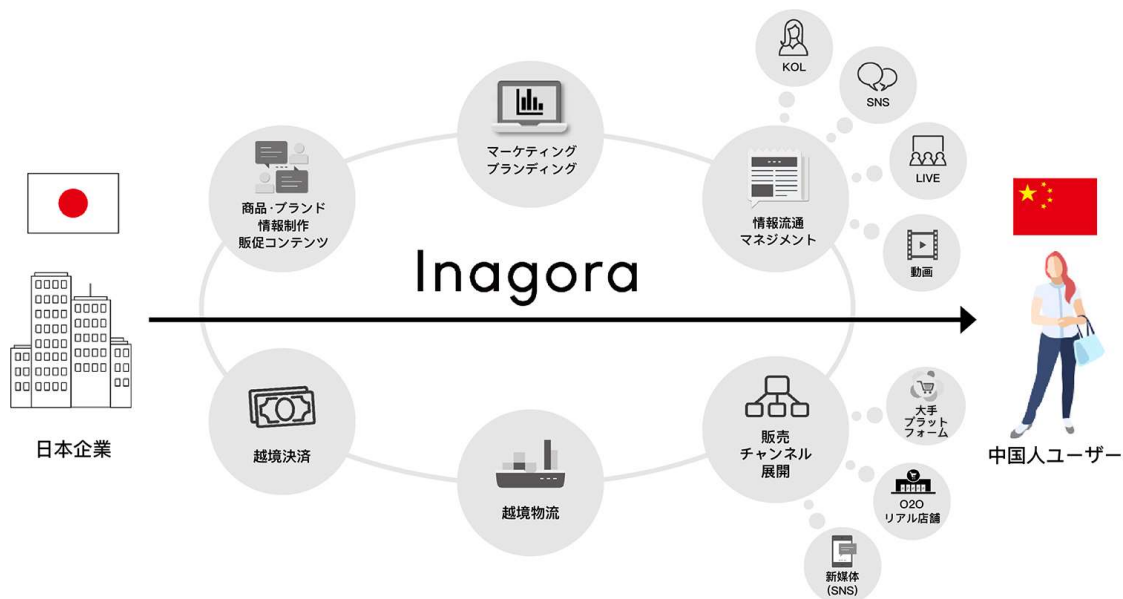 KOL
SNS
マーケティング
ブランディング
LIVE
商品・ブランド
情報制作
販促コンテンツ
情報流通
マネジメント
動画
Inagora
日本企業
越境決済
越境物流
販売
チャンネル
展開
大手
プラット
フォーム
中国人ユーザー
O2O
リアル店舗
新媒体
(SNS)